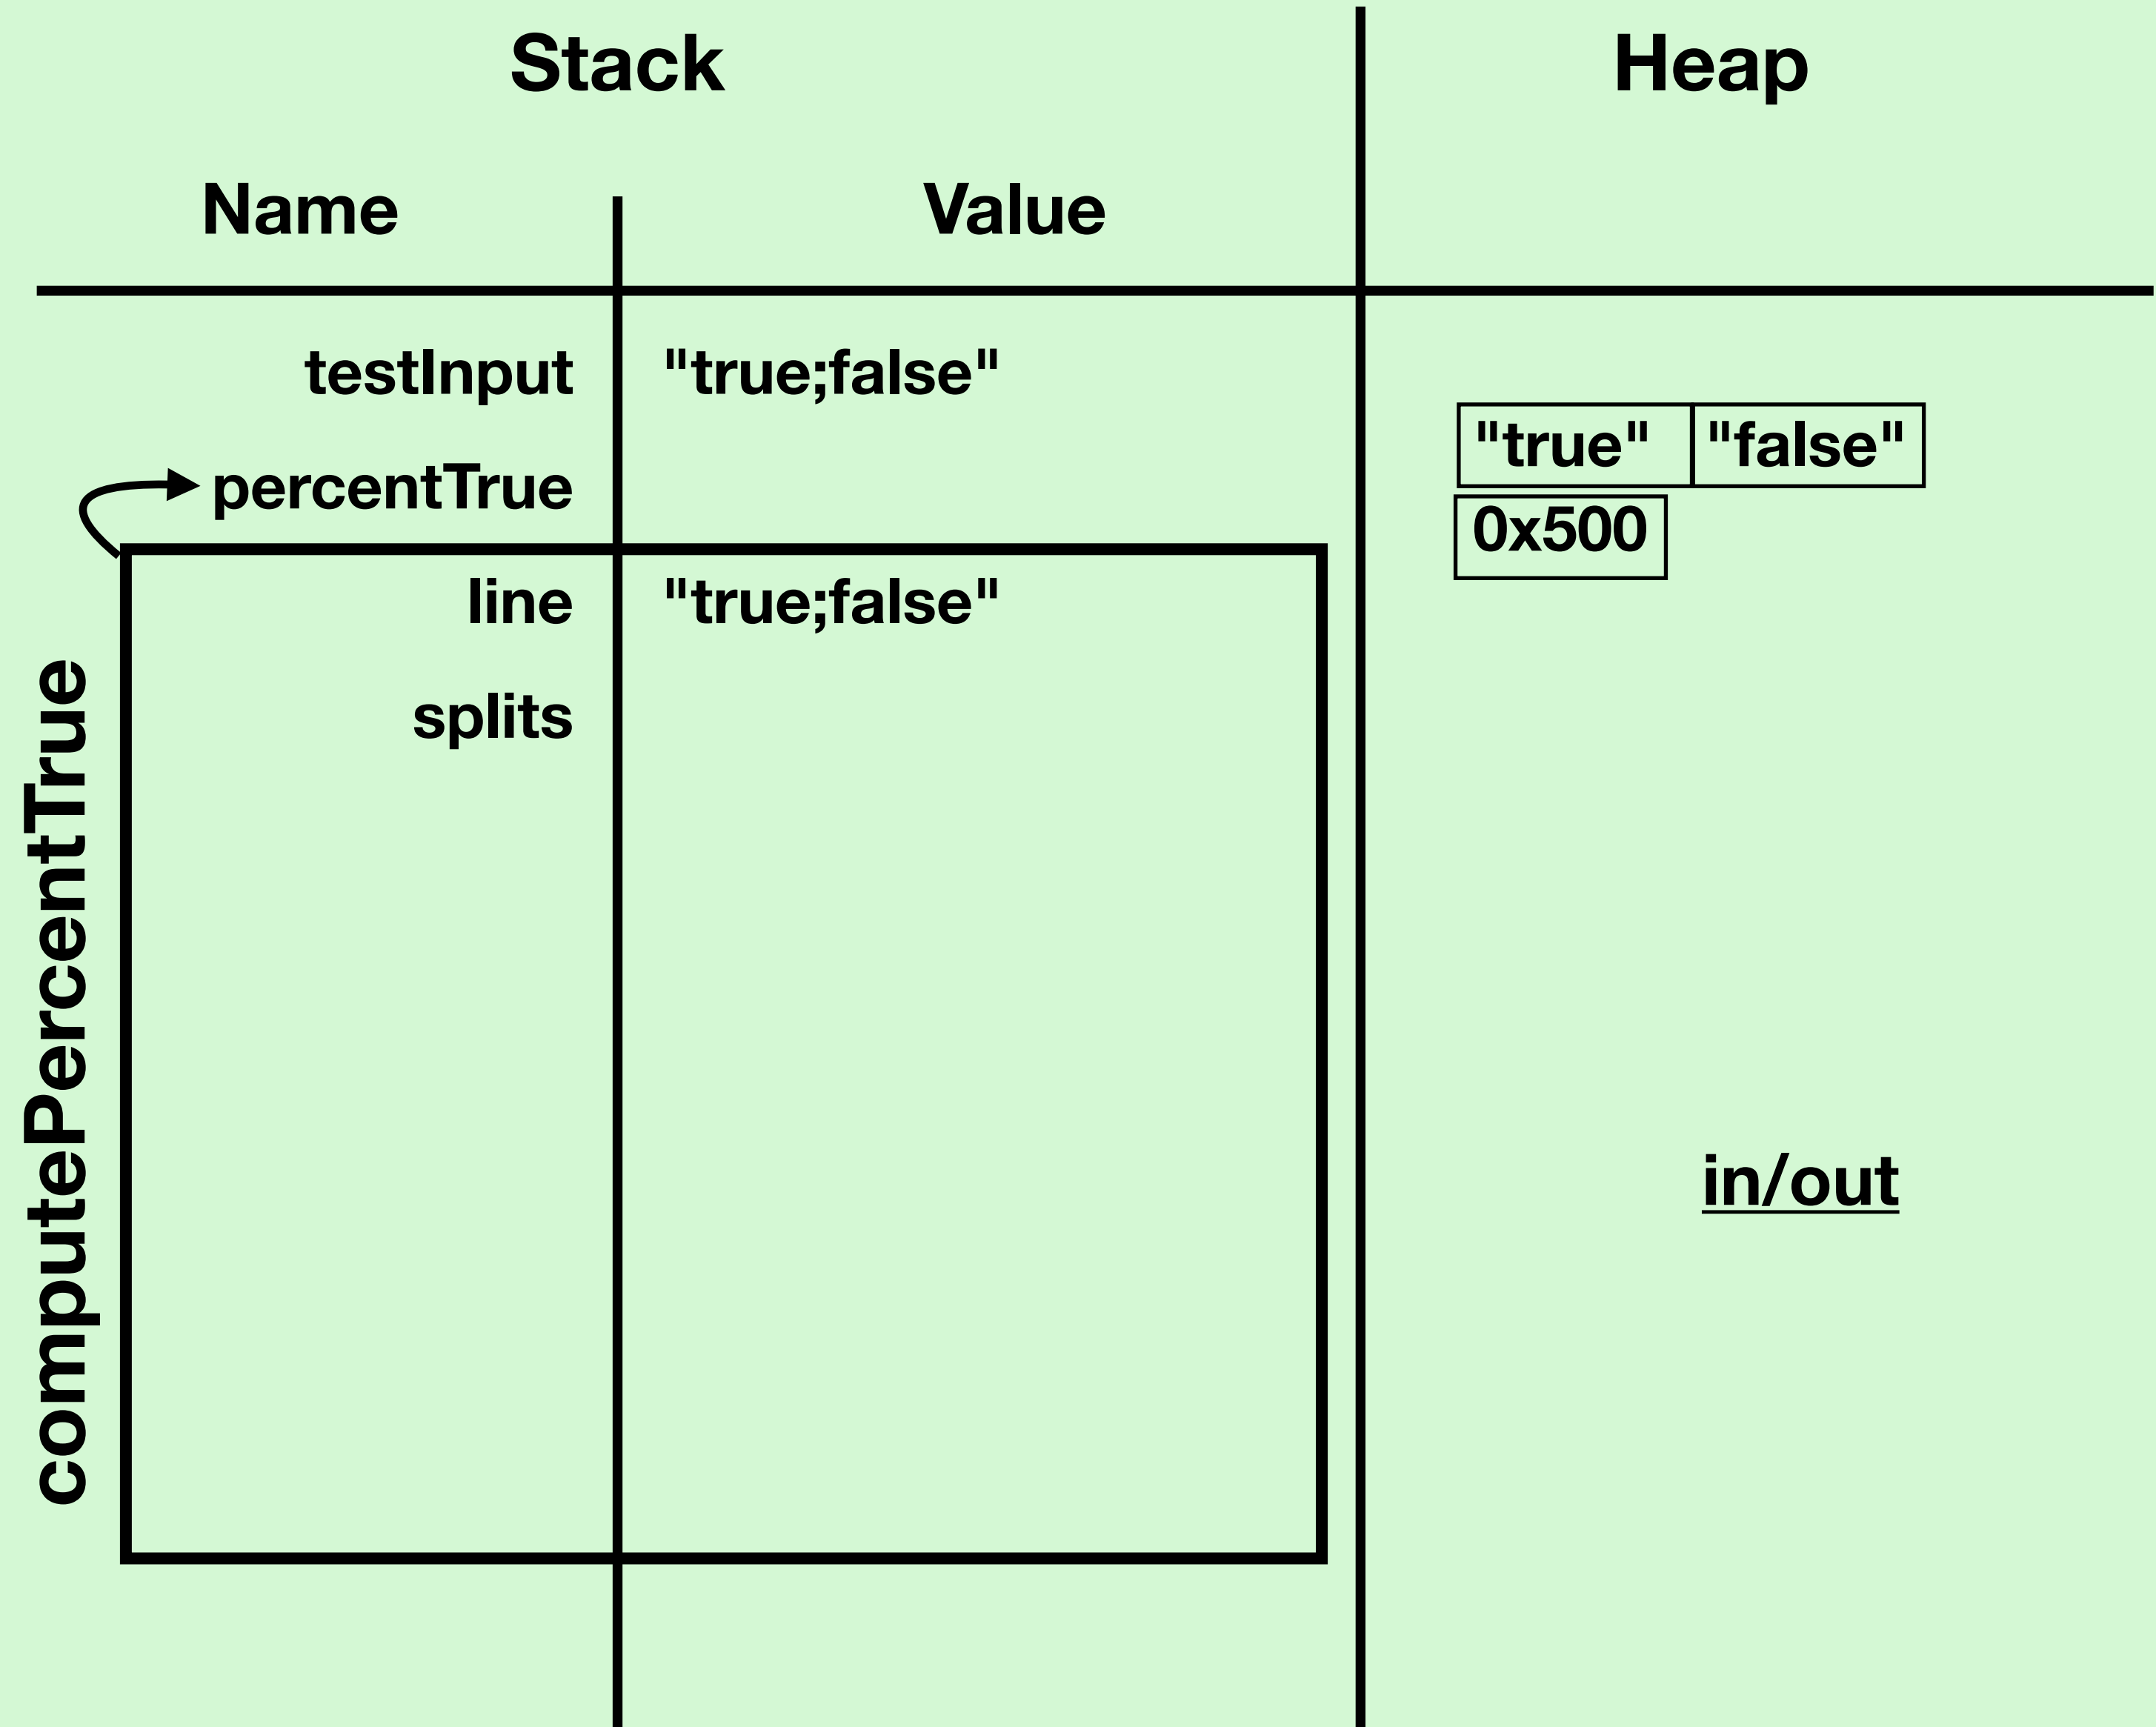 Stack
Heap
Name
Value
testInput "true;false"
"true" "false"
percentTrue
0x500
line "true;false"
splits
computePercentTrue
in/out